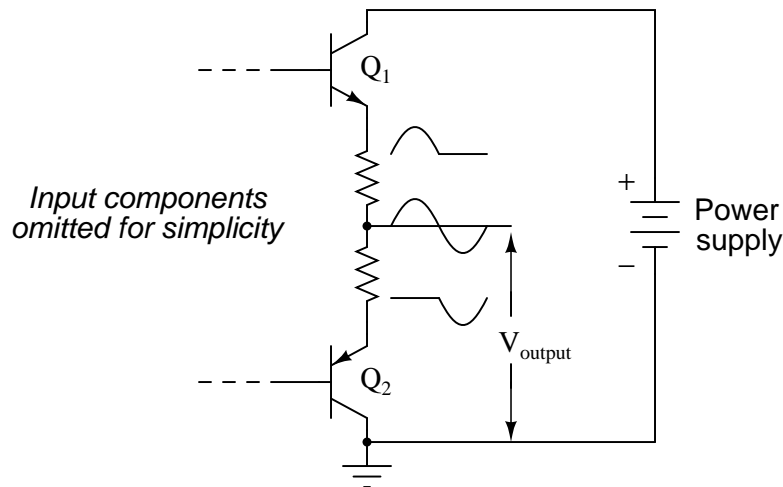 Q1
Input components
omitted for simplicity
+
Power
supply
−
Voutput
Q2